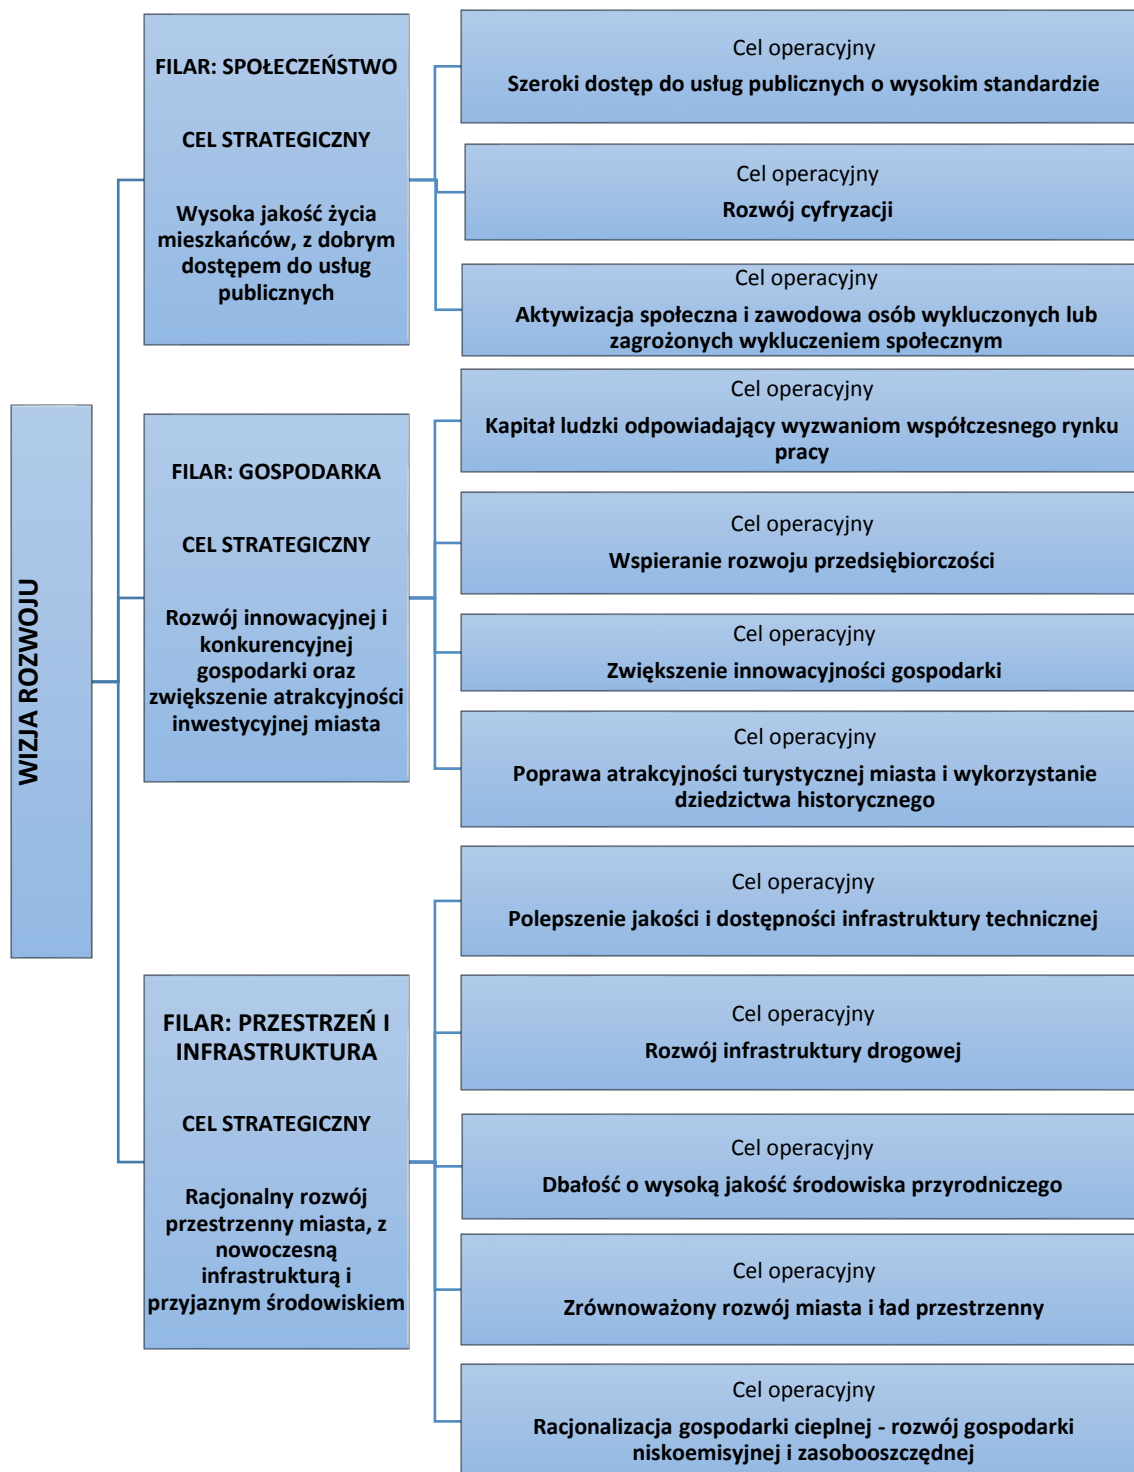 WIZJA ROZWOJU
FILAR: SPOŁECZEŃSTWO
CEL STRATEGICZNY
Wysoka jakość życia
mieszkańców, z dobrym
dostępem do usług
publicznych
Cel operacyjny
Szeroki dostęp do usług publicznych o wysokim standardzie
Cel operacyjny
Rozwój cyfryzacji
Cel operacyjny
Aktywizacja społeczna i zawodowa osób wykluczonych lub
zagrożonych wykluczeniem społecznym
FILAR: GOSPODARKA
CEL STRATEGICZNY
Rozwój innowacyjnej i
konkurencyjnej
gospodarki oraz
zwiększenie atrakcyjności
inwestycyjnej miasta
Cel operacyjny
Kapitał ludzki odpowiadający wyzwaniom współczesnego rynku
pracy
Cel operacyjny
Wspieranie rozwoju przedsiębiorczości
Cel operacyjny
Zwiększenie innowacyjności gospodarki
Cel operacyjny
Poprawa atrakcyjności turystycznej miasta i wykorzystanie
dziedzictwa historycznego
FILAR: PRZESTRZEŃ I
INFRASTRUKTURA
CEL STRATEGICZNY
Racjonalny rozwój
przestrzenny miasta, z
nowoczesną
infrastrukturą i
przyjaznym środowiskiem
Cel operacyjny
Polepszenie jakości i dostępności infrastruktury technicznej
Cel operacyjny
Rozwój infrastruktury drogowej
Cel operacyjny
Dbałość o wysoką jakość środowiska przyrodniczego
Cel operacyjny
Zrównoważony rozwój miasta i ład przestrzenny
Cel operacyjny
Racjonalizacja gospodarki cieplnej - rozwój gospodarki
niskoemisyjnej i zasobooszczędnej